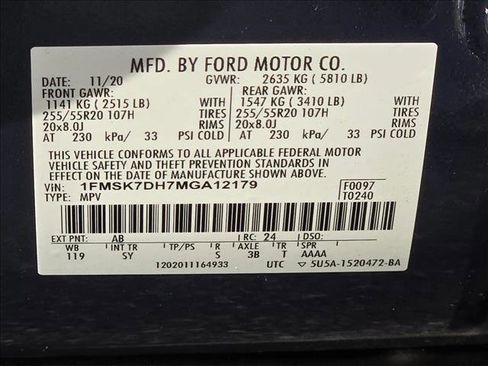 MFD. BY FORD MOTOR CO.
DATE: 11/20 GVWR: 2635 KG ( 5810 LB)
FRONT GAWR: REAR GAWR:
1141 KG ( 2515 LB) WITH 1547 KG ( 3410 LB) WITH
255/55R20 107H TIRES 255/55R20 107H TIRES
20x8.0J RIMS 20x8.0J RIMS
AT 230 kPa/ 33 PSI COLD AT 230 kPa/ 33 PSI COLD
THIS VEHICLE CONFORMS TO ALL APPLICABLE FEDERAL MOTOR
VEHICLE SAFETY AND THEFT PREVENTION STANDARDS IN
EFFECT ON THE DATE OF MANUFACTURE SHOWN ABOVE.
VIN: 1FMSK7DH7MGA12179 F0097
TYPE: MPV T0240
EXT PNT: AB RC: 24 DSO:
WB INT TR TP/PS R AXLE TR SPR
119 SY S 3B T AAAA
1202011164933 UTC ▽5U5A-1520472-BA